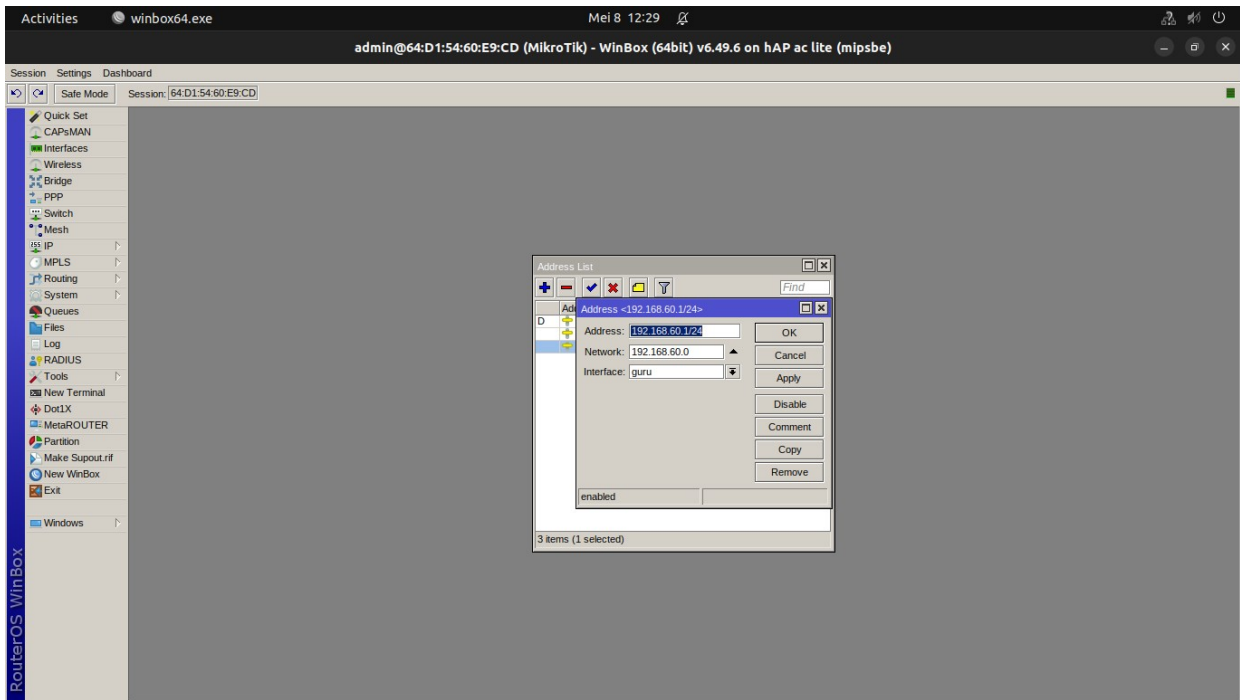 Activities winbox64.exe Mei 8 12:29
admin@64:D1:54:60:E9:CD (MikroTik) - WinBox (64bit) v6.49.6 on hAP ac lite (mipsbe)
Session Settings Dashboard
Safe Mode Session: 64:D1:54:60:E9:CD
Quick Set
CAPsMAN
Interfaces
Wireless
Bridge
PPP
Switch
Mesh
IP
MPLS
Routing
System
Queues
Files
Log
RADIUS
Tools
New Terminal
Dot1X
MetaROUTER
Partition
Make Supout.rif
New WinBox
Exit
Windows
RouterOS WinBox
Address List
Find
D
Address <192.168.60.1/24>
Address: 192.168.60.1/24 OK
Network: 192.168.60.0 Cancel
Interface: guru Apply
Disable
Comment
Copy
Remove
enabled
3 items (1 selected)